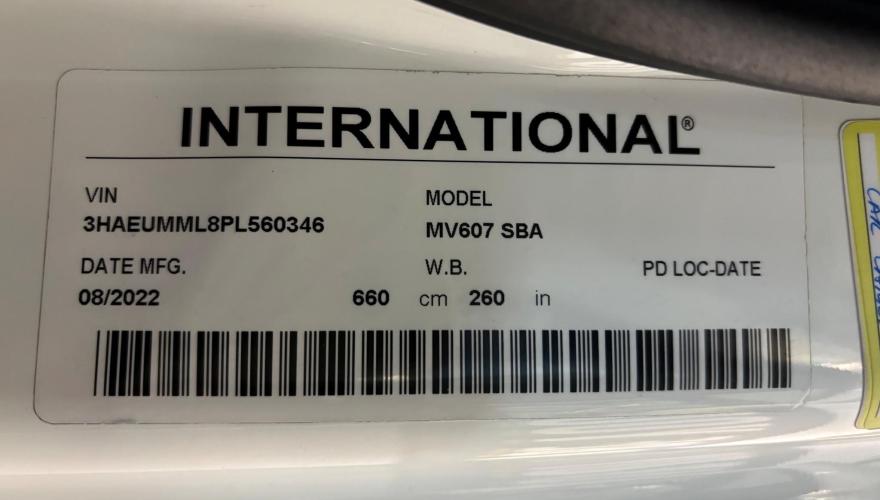 INTERNATIONAL®
VIN
3HAEUMML8PL560346
MODEL
MV607 SBA
DATE MFG.
08/2022
W.B.
660 cm 260 in
PD LOC-DATE